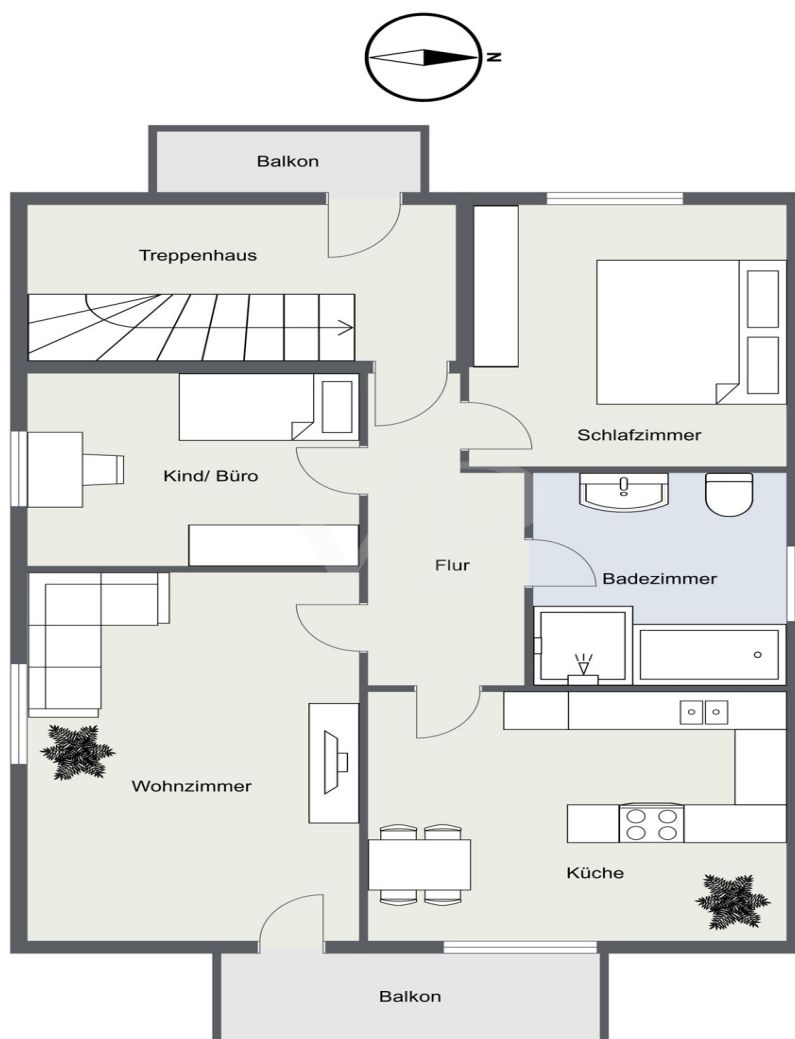 N
Balkon
Treppenhaus
Schlafzimmer
Kind/ Büro
Flur
Badezimmer
Wohnzimmer
Küche
Balkon